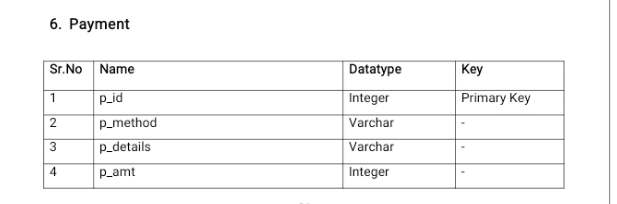 6. Payment
Sr.No Name Datatype Key
1 p_id Integer Primary Key
2 p_method Varchar -
3 p_details Varchar -
4 p_amt Integer -